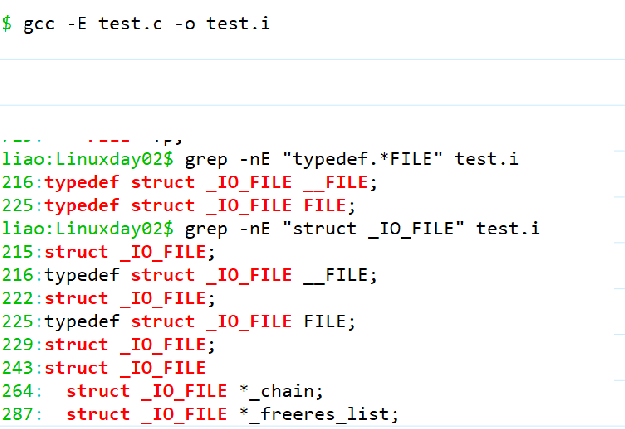 $ gcc -E test.c -o test.i
liao:Linuxday02$ grep -nE "typedef.*FILE" test.i
216:typedef struct _IO_FILE __FILE;
225:typedef struct _IO_FILE FILE;
liao:Linuxday02$ grep -nE "struct _IO_FILE" test.i
215:struct _IO_FILE;
216:typedef struct _IO_FILE __FILE;
222:struct _IO_FILE;
225:typedef struct _IO_FILE FILE;
229:struct _IO_FILE;
243:struct _IO_FILE
264:  struct _IO_FILE *_chain;
287:  struct _IO_FILE *_freeres_list;